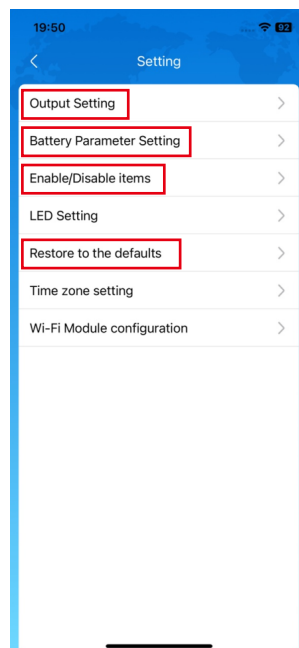 19:50
92
Setting
Output Setting
Battery Parameter Setting
Enable/Disable items
LED Setting
Restore to the defaults
Time zone setting
Wi-Fi Module configuration